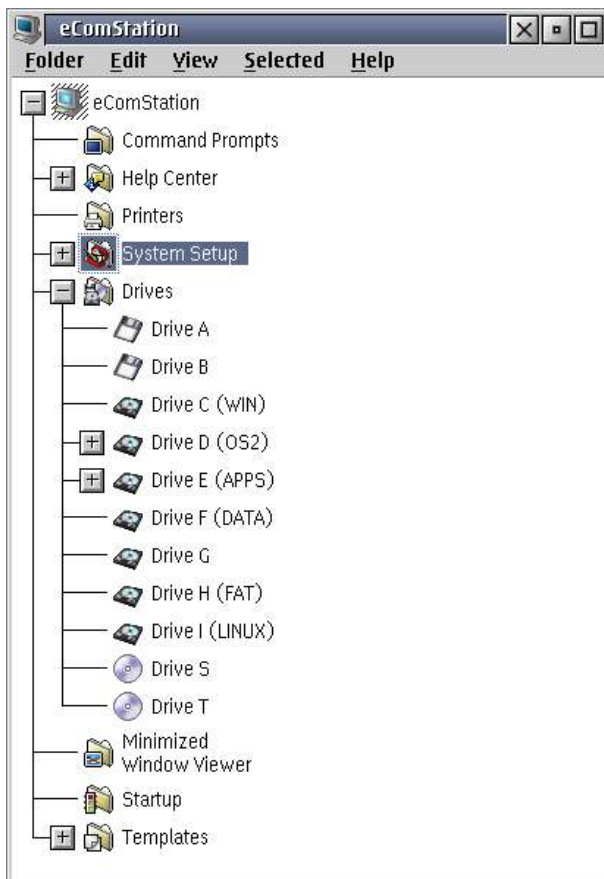 eComStation
Folder Edit View Selected Help
eComStation
Command Prompts
Help Center
Printers
System Setup
Drives
Drive A
Drive B
Drive C (WIN)
Drive D (OS2)
Drive E (APPS)
Drive F (DATA)
Drive G
Drive H (FAT)
Drive I (LINUX)
Drive S
Drive T
Minimized
Window Viewer
Startup
Templates